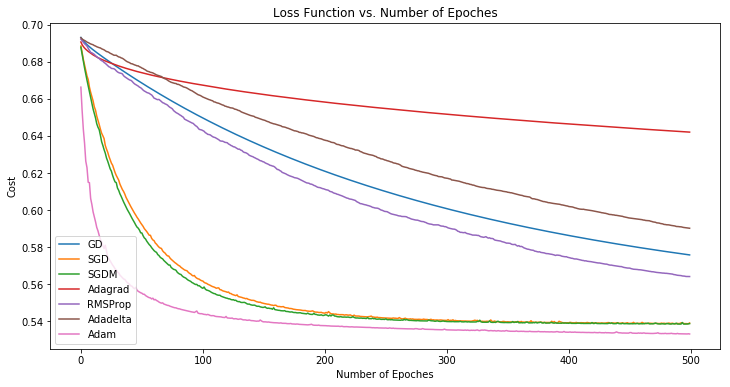 Loss Function vs. Number of Epoches
0.70
0.68
0.66
0.64
0.62
0.60
0.58
0.56
0.54
Cost
GD
SGD
SGDM
Adagrad
RMSProp
Adadelta
Adam
0
100
200
300
400
500
Number of Epoches